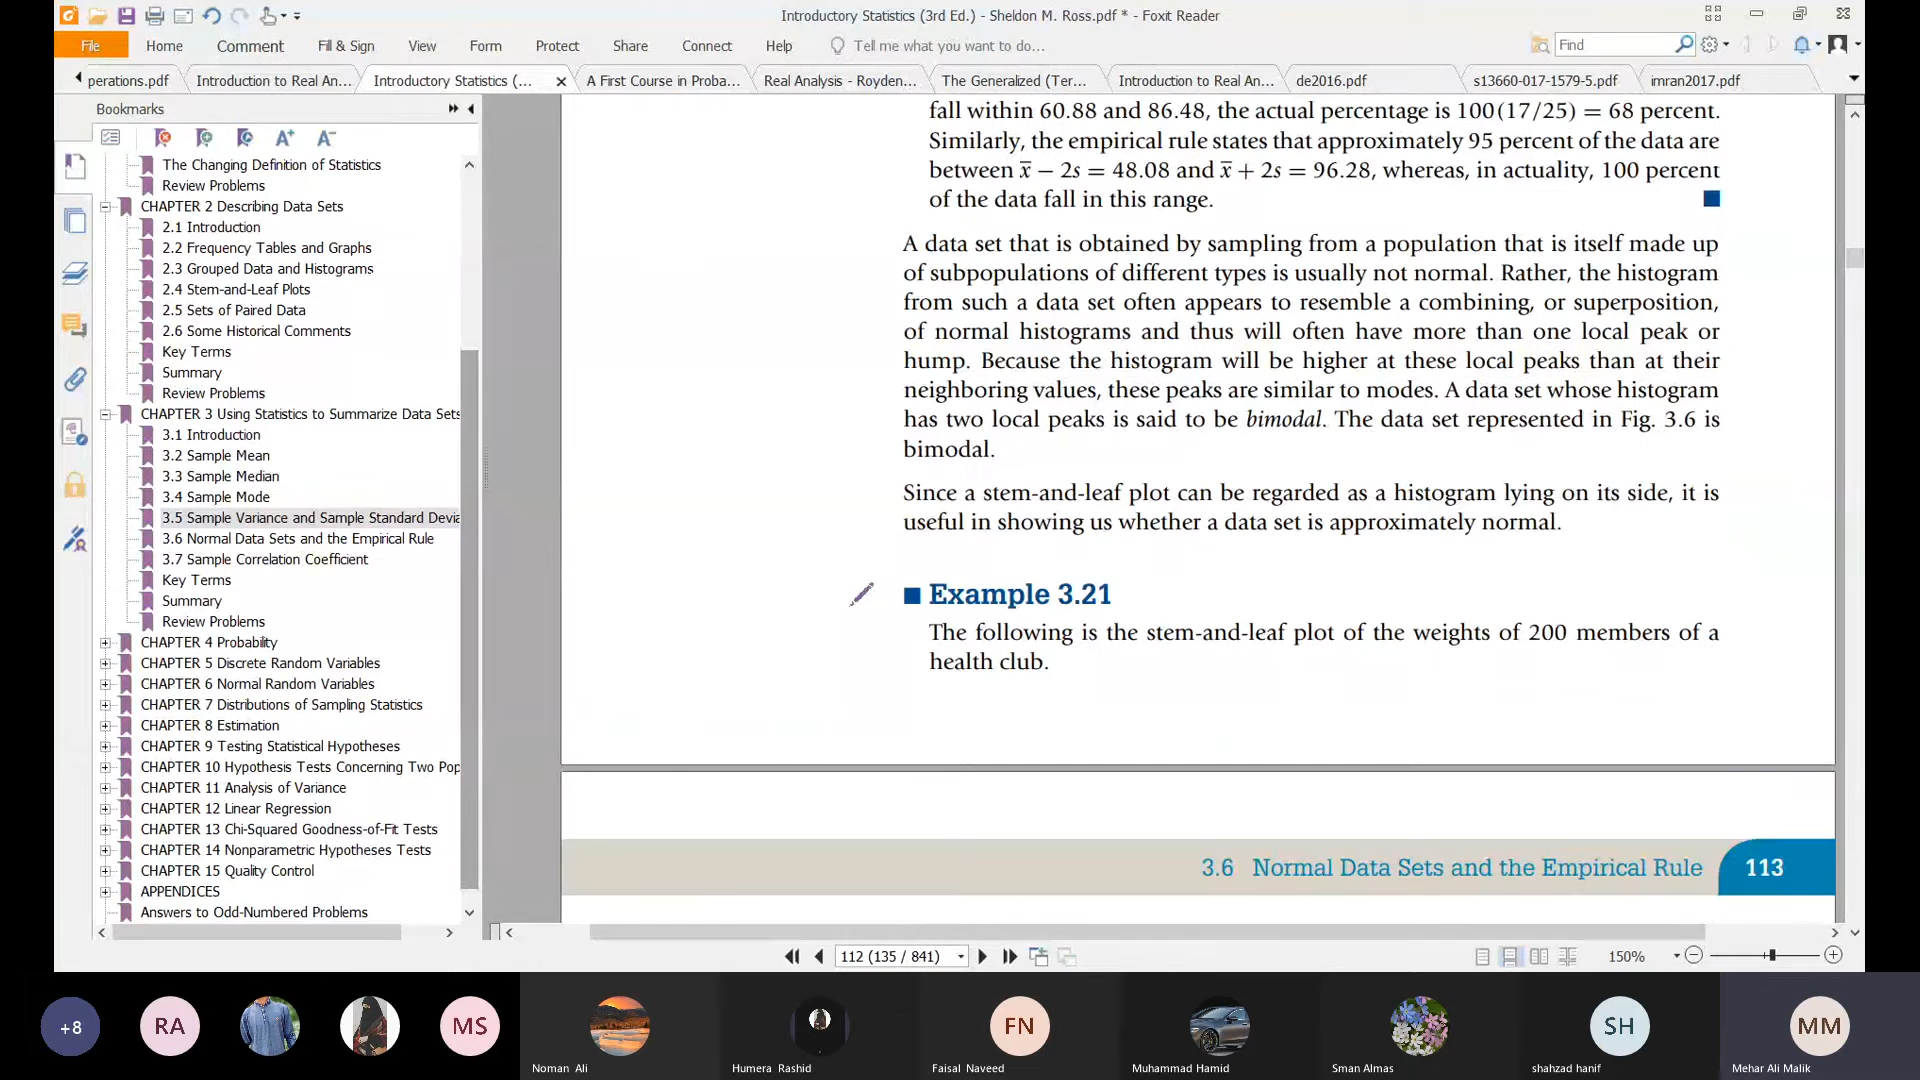 Introductory Statistics (3rd Ed.) - Sheldon M. Ross.pdf * - Foxit Reader
File Home Comment Fill & Sign View Form Protect Share Connect Help Tell me what you want to do... Find
perations.pdf Introduction to Real An... Introductory Statistics (... A First Course in Proba... Real Analysis - Royden... The Generalized (Ter... Introduction to Real An... de2016.pdf s13660-017-1579-5.pdf imran2017.pdf
Bookmarks
The Changing Definition of Statistics
Review Problems
CHAPTER 2 Describing Data Sets
2.1 Introduction
2.2 Frequency Tables and Graphs
2.3 Grouped Data and Histograms
2.4 Stem-and-Leaf Plots
2.5 Sets of Paired Data
2.6 Some Historical Comments
Key Terms
Summary
Review Problems
CHAPTER 3 Using Statistics to Summarize Data Sets
3.1 Introduction
3.2 Sample Mean
3.3 Sample Median
3.4 Sample Mode
3.5 Sample Variance and Sample Standard Devia
3.6 Normal Data Sets and the Empirical Rule
3.7 Sample Correlation Coefficient
Key Terms
Summary
Review Problems
CHAPTER 4 Probability
CHAPTER 5 Discrete Random Variables
CHAPTER 6 Normal Random Variables
CHAPTER 7 Distributions of Sampling Statistics
CHAPTER 8 Estimation
CHAPTER 9 Testing Statistical Hypotheses
CHAPTER 10 Hypothesis Tests Concerning Two Pop
CHAPTER 11 Analysis of Variance
CHAPTER 12 Linear Regression
CHAPTER 13 Chi-Squared Goodness-of-Fit Tests
CHAPTER 14 Nonparametric Hypotheses Tests
CHAPTER 15 Quality Control
APPENDICES
Answers to Odd-Numbered Problems
fall within 60.88 and 86.48, the actual percentage is 100(17/25) = 68 percent.
Similarly, the empirical rule states that approximately 95 percent of the data are
between x̅ − 2s = 48.08 and x̅ + 2s = 96.28, whereas, in actuality, 100 percent
of the data fall in this range.
A data set that is obtained by sampling from a population that is itself made up
of subpopulations of different types is usually not normal. Rather, the histogram
from such a data set often appears to resemble a combining, or superposition,
of normal histograms and thus will often have more than one local peak or
hump. Because the histogram will be higher at these local peaks than at their
neighboring values, these peaks are similar to modes. A data set whose histogram
has two local peaks is said to be bimodal. The data set represented in Fig. 3.6 is
bimodal.
Since a stem-and-leaf plot can be regarded as a histogram lying on its side, it is
useful in showing us whether a data set is approximately normal.
Example 3.21
The following is the stem-and-leaf plot of the weights of 200 members of a
health club.
3.6 Normal Data Sets and the Empirical Rule 113
112 (135 / 841) 150%
+8 RA MS FN SH MM
Noman Ali Humera Rashid Faisal Naveed Muhammad Hamid Sman Almas shahzad hanif Mehar Ali Malik